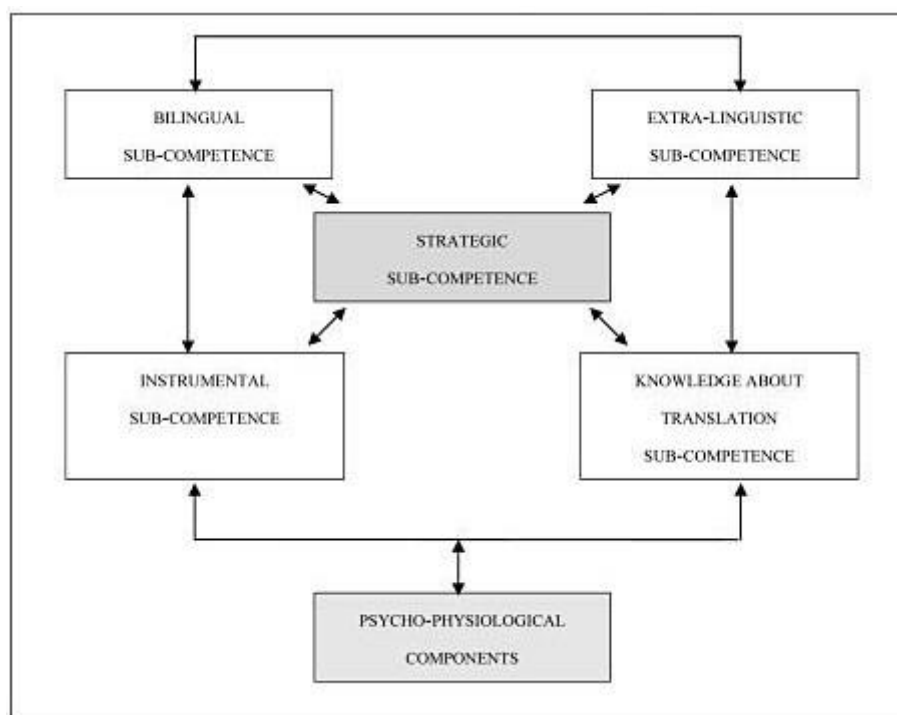 BILINGUAL
SUB-COMPETENCE
EXTRA-LINGUISTIC
SUB-COMPETENCE
STRATEGIC
SUB-COMPETENCE
INSTRUMENTAL
SUB-COMPETENCE
KNOWLEDGE ABOUT
TRANSLATION
SUB-COMPETENCE
PSYCHO-PHYSIOLOGICAL
COMPONENTS